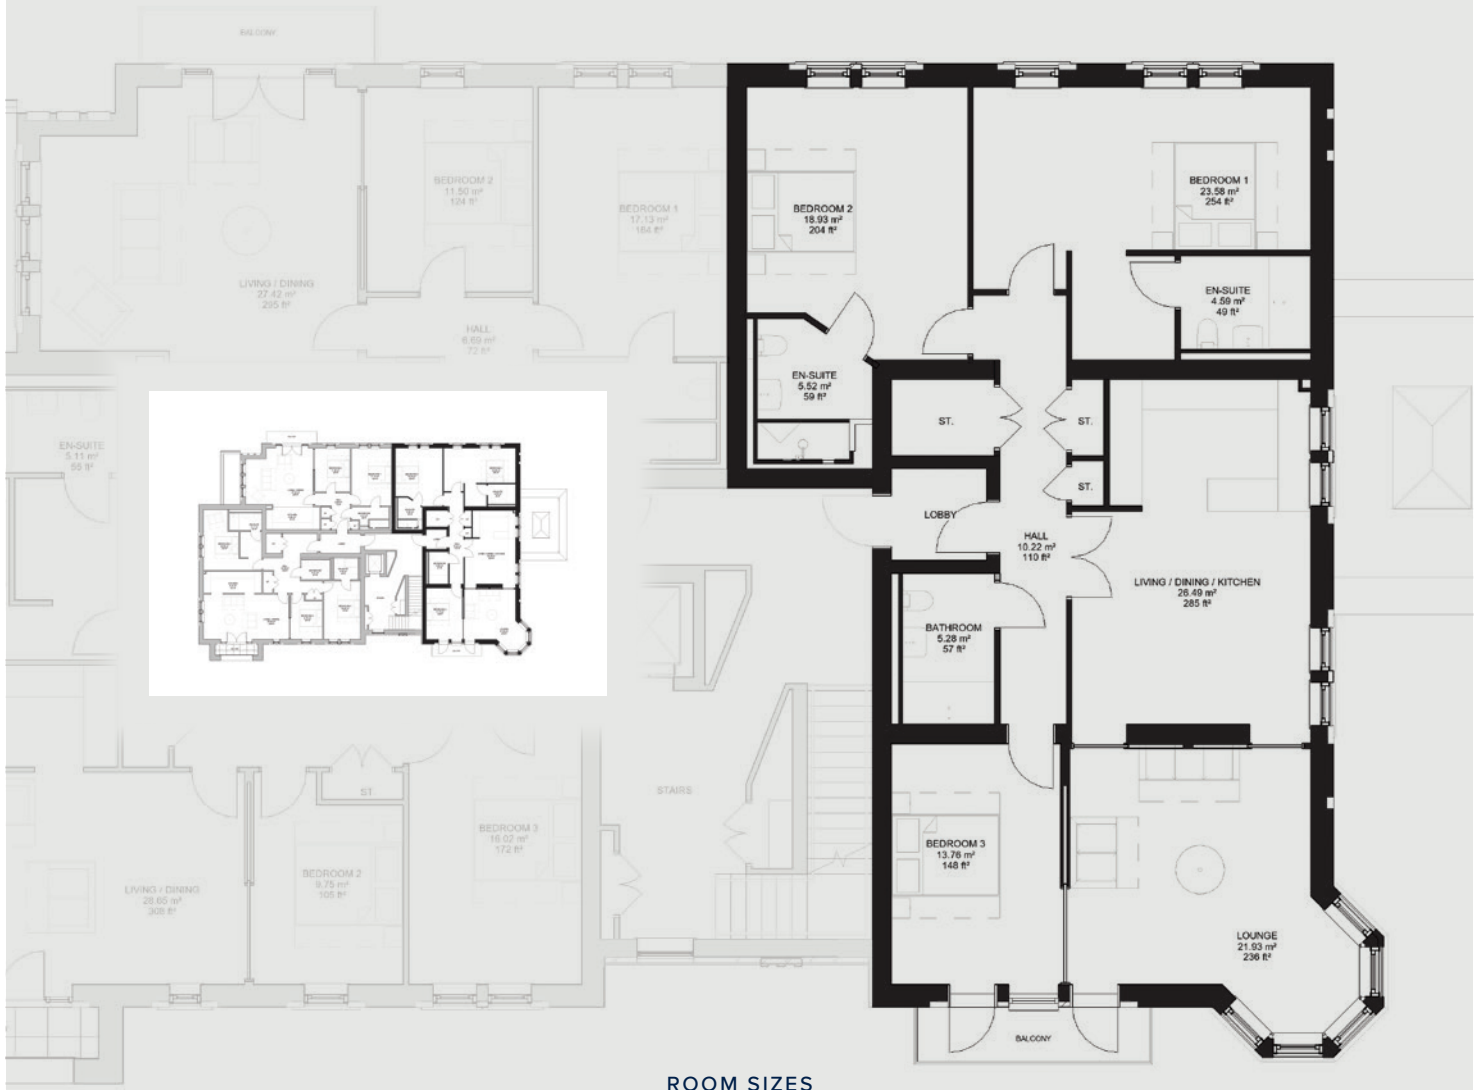 BALCONY
BEDROOM 2
11.50 m²
124 ft²
BEDROOM 1
17.13 m²
184 ft²
LIVING / DINING
27.42 m²
295 ft²
HALL
6.69 m²
72 ft²
BEDROOM 2
18.93 m²
204 ft²
BEDROOM 1
23.58 m²
254 ft²
EN-SUITE
4.59 m²
49 ft²
EN-SUITE
5.52 m²
59 ft²
EN-SUITE
5.11 m²
55 ft²
ST.
ST.
ST.
LOBBY
HALL
10.22 m²
110 ft²
LIVING / DINING / KITCHEN
26.49 m²
285 ft²
BATHROOM
5.28 m²
57 ft²
STAIRS
ST
BEDROOM 3
16.02 m²
172 ft²
BEDROOM 2
9.75 m²
105 ft²
LIVING / DINING
28.65 m²
308 ft²
BEDROOM 3
13.76 m²
148 ft²
LOUNGE
21.93 m²
236 ft²
BALCONY
ROOM SIZES